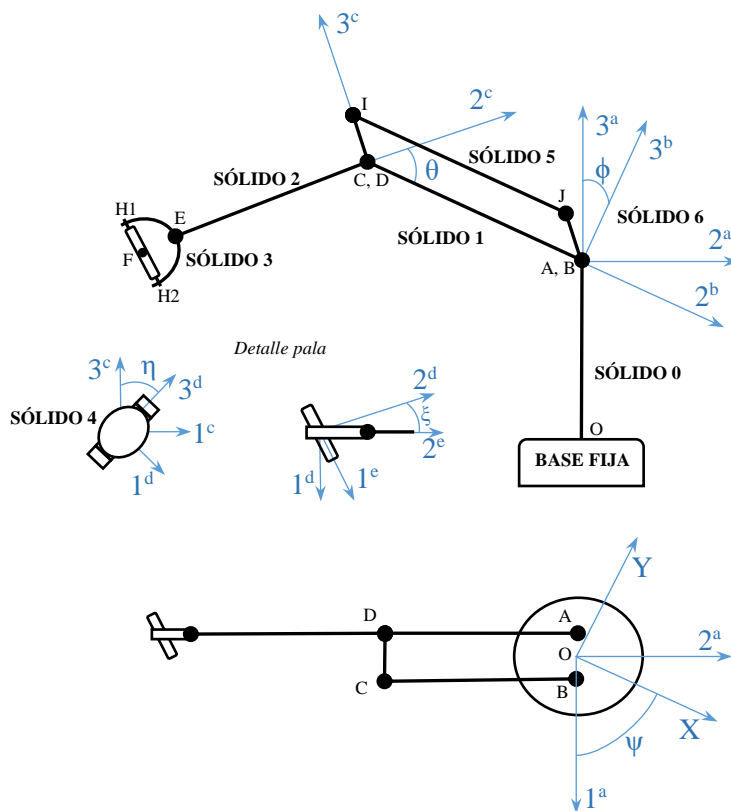 3ᶜ
I
2ᶜ
3ᵃ
3ᵇ
SÓLIDO 5
θ
ϕ
C, D
SÓLIDO 2
J
SÓLIDO 6
H1
E
SÓLIDO 1
2ᵃ
F
SÓLIDO 3
A, B
H2
2ᵇ
Detalle pala
3ᶜ
η
3ᵈ
2ᵈ
SÓLIDO 0
SÓLIDO 4
ξ
1ᶜ
2ᵉ
O
1ᵈ
1ᵈ
1ᵉ
BASE FIJA
Y
D
A
O
2ᵃ
C
B
X
ψ
1ᵃ